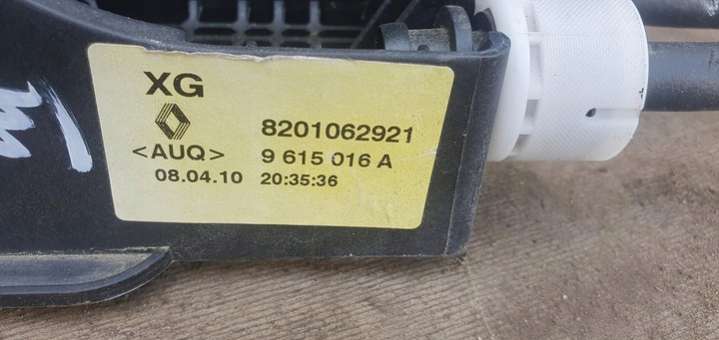 XG
8201062921
<AUQ> 9 615 016 A
08.04.10 20:35:36